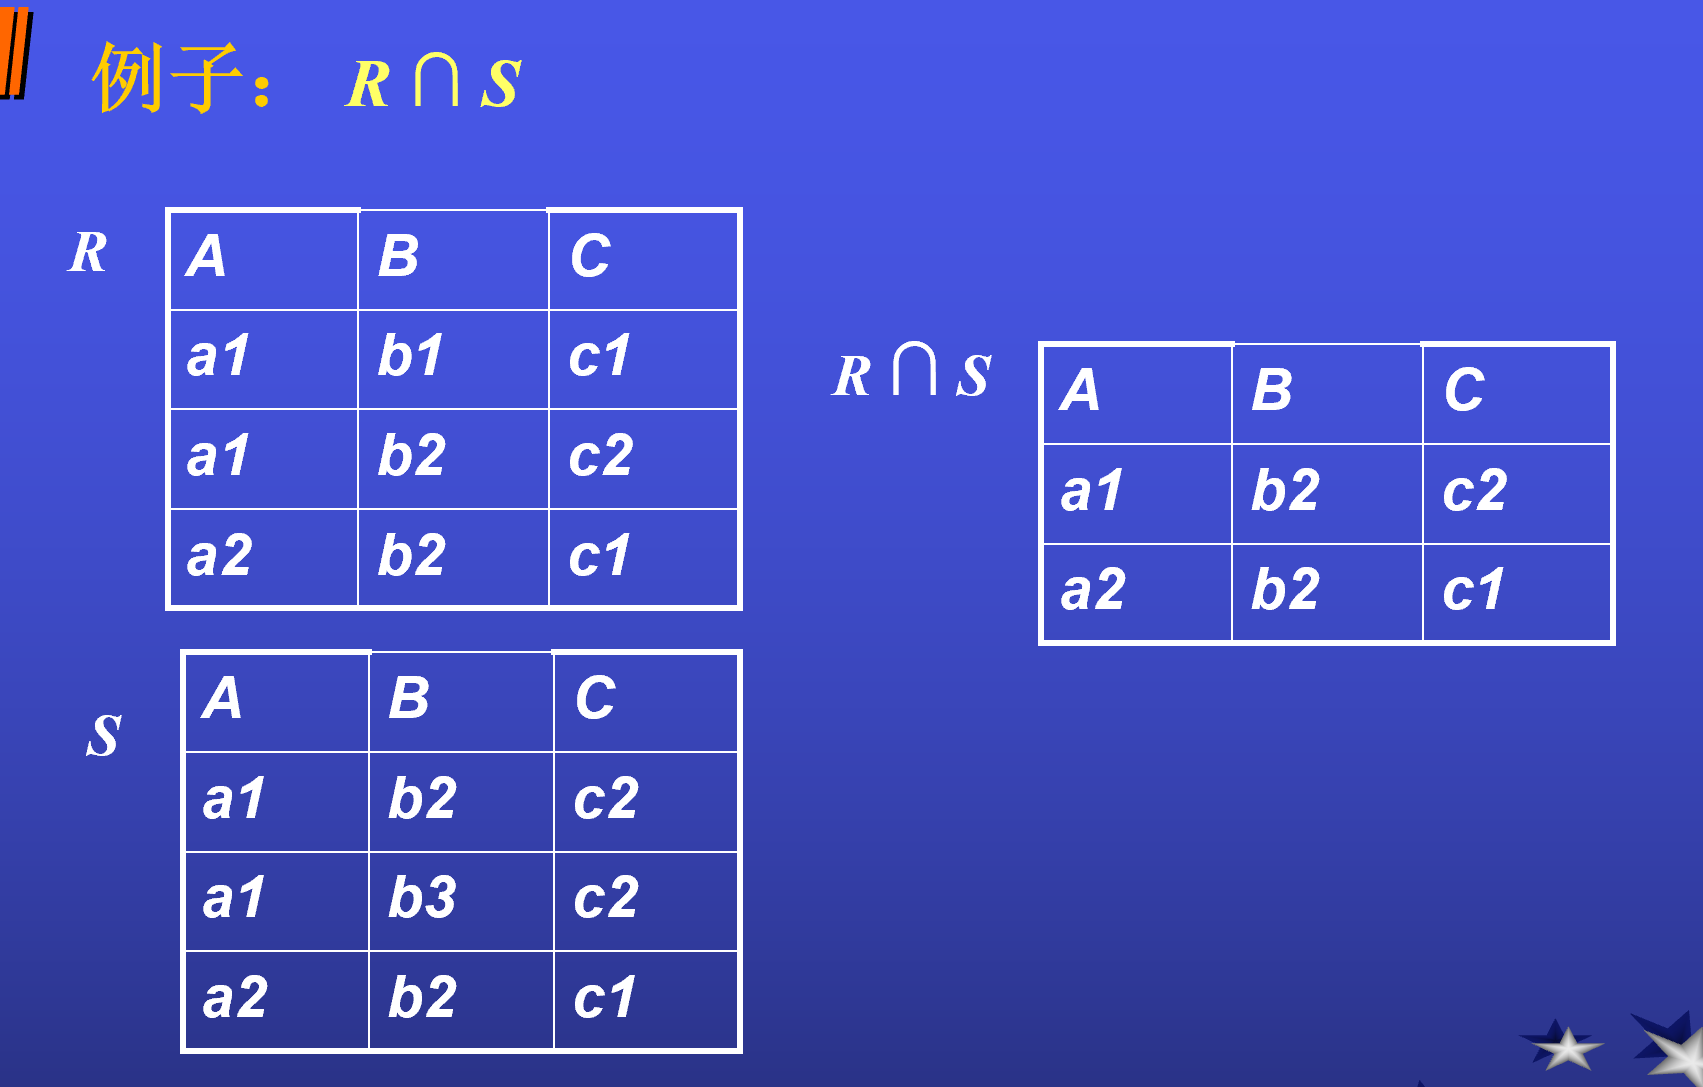 例子： R ∩ S
R
A B C
a1 b1 c1
a1 b2 c2
a2 b2 c1
S
A B C
a1 b2 c2
a1 b3 c2
a2 b2 c1
R ∩ S
A B C
a1 b2 c2
a2 b2 c1